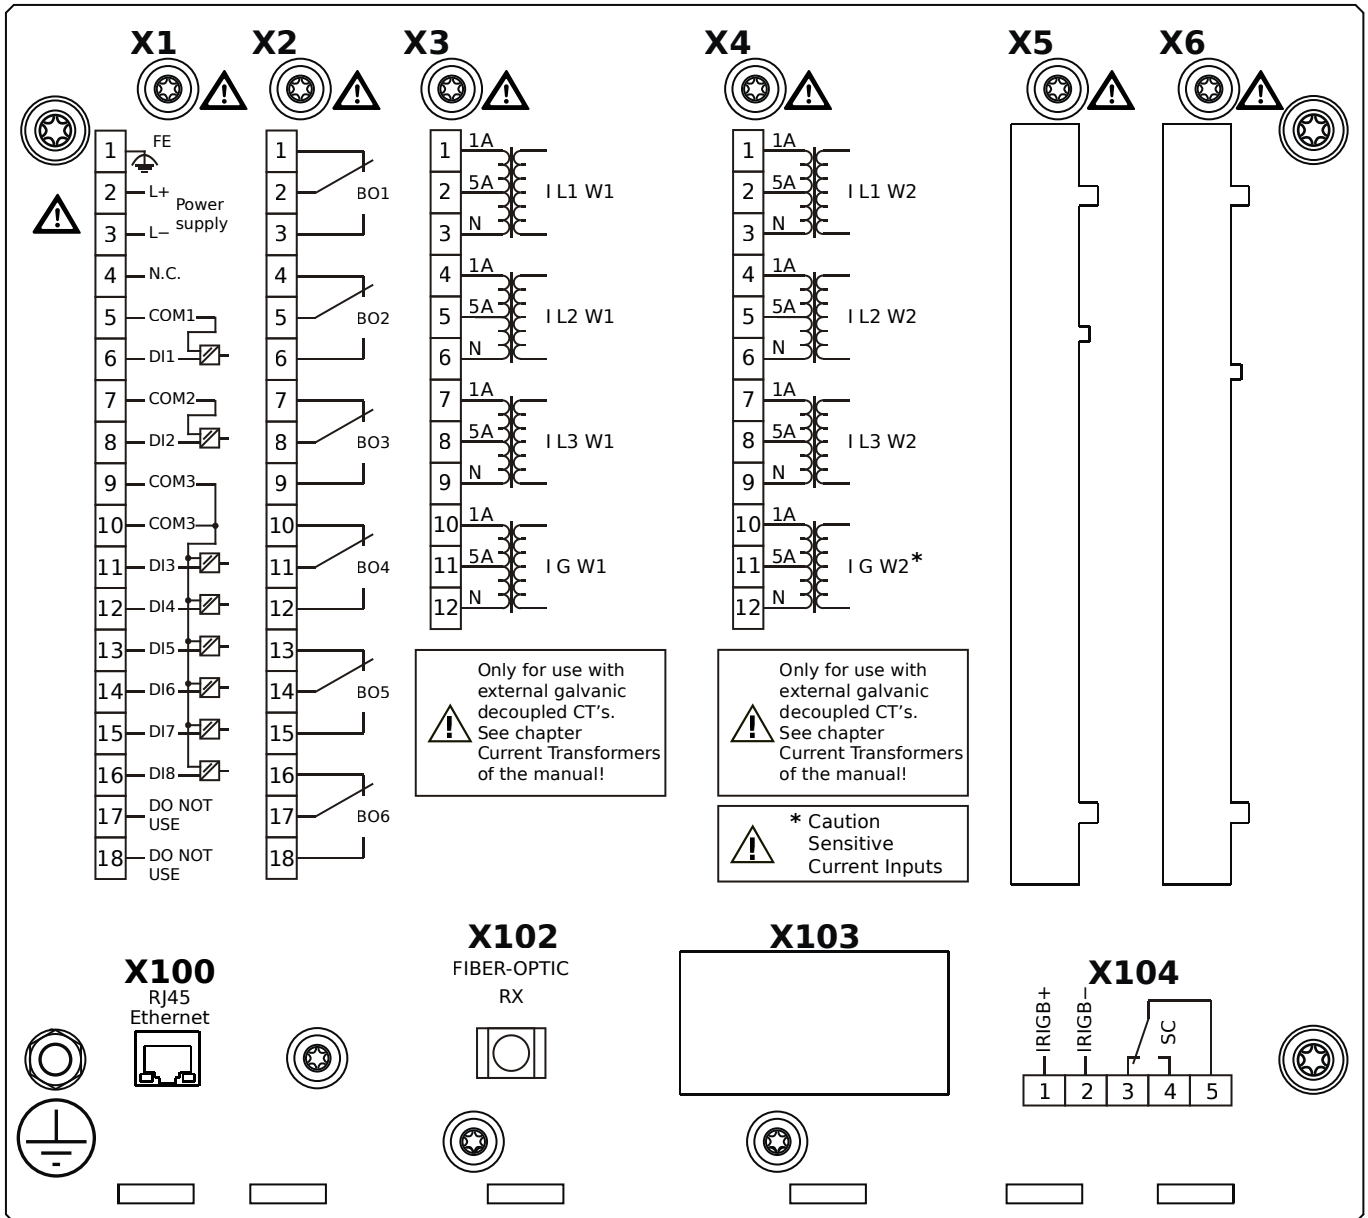 X1 X2 X3 X4 X5 X6
1 FE
2 L+
Power
supply
3 L−
4 N.C.
5 COM1
6 DI1
7 COM2
8 DI2
9 COM3
10 COM3
11 DI3
12 DI4
13 DI5
14 DI6
15 DI7
16 DI8
17 DO NOT
USE
18 DO NOT
USE
1
2 BO1
3
4
5 BO2
6
7
8 BO3
9
10
11 BO4
12
13
14 BO5
15
16
17 BO6
18
1 1A
2 5A I L1 W1
3 N
4 1A
5 5A I L2 W1
6 N
7 1A
8 5A I L3 W1
9 N
10 1A
11 5A I G W1
12 N
Only for use with
external galvanic
decoupled CT's.
See chapter
Current Transformers
of the manual!
1 1A
2 5A I L1 W2
3 N
4 1A
5 5A I L2 W2
6 N
7 1A
8 5A I L3 W2
9 N
10 1A
11 5A I G W2*
12 N
Only for use with
external galvanic
decoupled CT's.
See chapter
Current Transformers
of the manual!
* Caution
Sensitive
Current Inputs
X100
RJ45
Ethernet
X102
FIBER-OPTIC
RX
X103
X104
IRIGB+
IRIGB−
SC
1 2 3 4 5